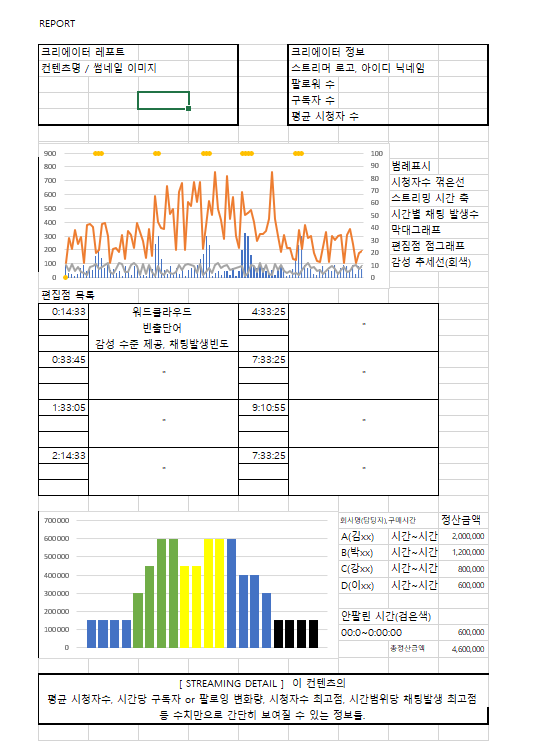 REPORT
크리에이터 레포트
컨텐츠명 / 썸네일 이미지
크리에이터 정보
스트리머 로고, 아이디 닉네임
팔로워 수
구독자 수
평균 시청자 수
900
800
700
600
500
400
300
200
100
0
100
90
80
70
60
50
40
30
20
10
0
범례표시
시청자수 꺾은선
스트리밍 시간 축
시간별 채팅 발생수
막대그래프
편집점 점그래프
감성 추세선(회색)
편집점 목록
0:14:33
워드클라우드
빈출단어
감성 수준 제공, 채팅발생빈도
4:33:25
"
0:33:45
"
7:33:25
"
1:33:05
"
9:10:55
"
2:14:33
"
7:33:25
"
700000
600000
500000
400000
300000
200000
100000
0
회사명(담당자),구매시간 정산금액
A(김xx) 시간~시간 2,000,000
B(박xx) 시간~시간 1,200,000
C(강xx) 시간~시간 800,000
D(이xx) 시간~시간 600,000
안팔린 시간(검은색)
00:0~0:00:00 600,000
총정산금액 4,600,000
[ STREAMING DETAIL ] 이 컨텐츠의
평균 시청자수, 시간당 구독자 or 팔로잉 변화량, 시청자수 최고점, 시간범위당 채팅발생 최고점
등 수치만으로 간단히 보여질 수 있는 정보들.